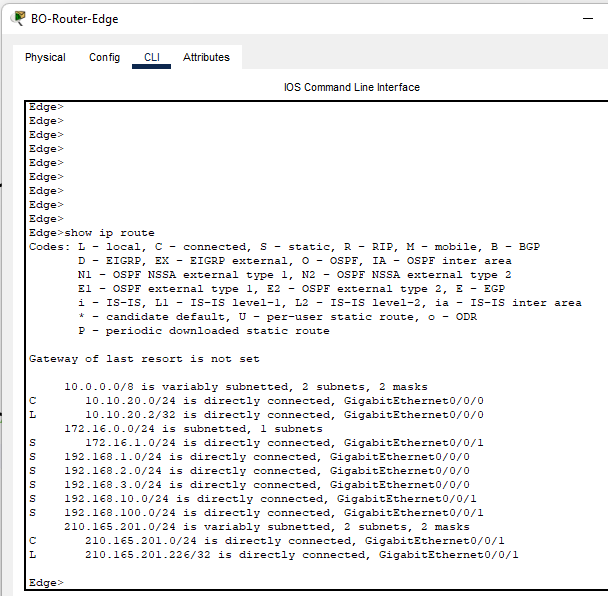 BO-Router-Edge
Physical Config CLI Attributes
IOS Command Line Interface
Edge>
Edge>
Edge>
Edge>
Edge>
Edge>
Edge>
Edge>
Edge>
Edge>show ip route
Codes: L - local, C - connected, S - static, R - RIP, M - mobile, B - BGP
D - EIGRP, EX - EIGRP external, O - OSPF, IA - OSPF inter area
N1 - OSPF NSSA external type 1, N2 - OSPF NSSA external type 2
E1 - OSPF external type 1, E2 - OSPF external type 2, E - EGP
i - IS-IS, L1 - IS-IS level-1, L2 - IS-IS level-2, ia - IS-IS inter area
* - candidate default, U - per-user static route, o - ODR
P - periodic downloaded static route
Gateway of last resort is not set
10.0.0.0/8 is variably subnetted, 2 subnets, 2 masks
C 10.10.20.0/24 is directly connected, GigabitEthernet0/0/0
L 10.10.20.2/32 is directly connected, GigabitEthernet0/0/0
172.16.0.0/24 is subnetted, 1 subnets
S 172.16.1.0/24 is directly connected, GigabitEthernet0/0/1
S 192.168.1.0/24 is directly connected, GigabitEthernet0/0/0
S 192.168.2.0/24 is directly connected, GigabitEthernet0/0/0
S 192.168.3.0/24 is directly connected, GigabitEthernet0/0/0
S 192.168.10.0/24 is directly connected, GigabitEthernet0/0/1
S 192.168.100.0/24 is directly connected, GigabitEthernet0/0/1
210.165.201.0/24 is variably subnetted, 2 subnets, 2 masks
C 210.165.201.0/24 is directly connected, GigabitEthernet0/0/1
L 210.165.201.226/32 is directly connected, GigabitEthernet0/0/1
Edge>